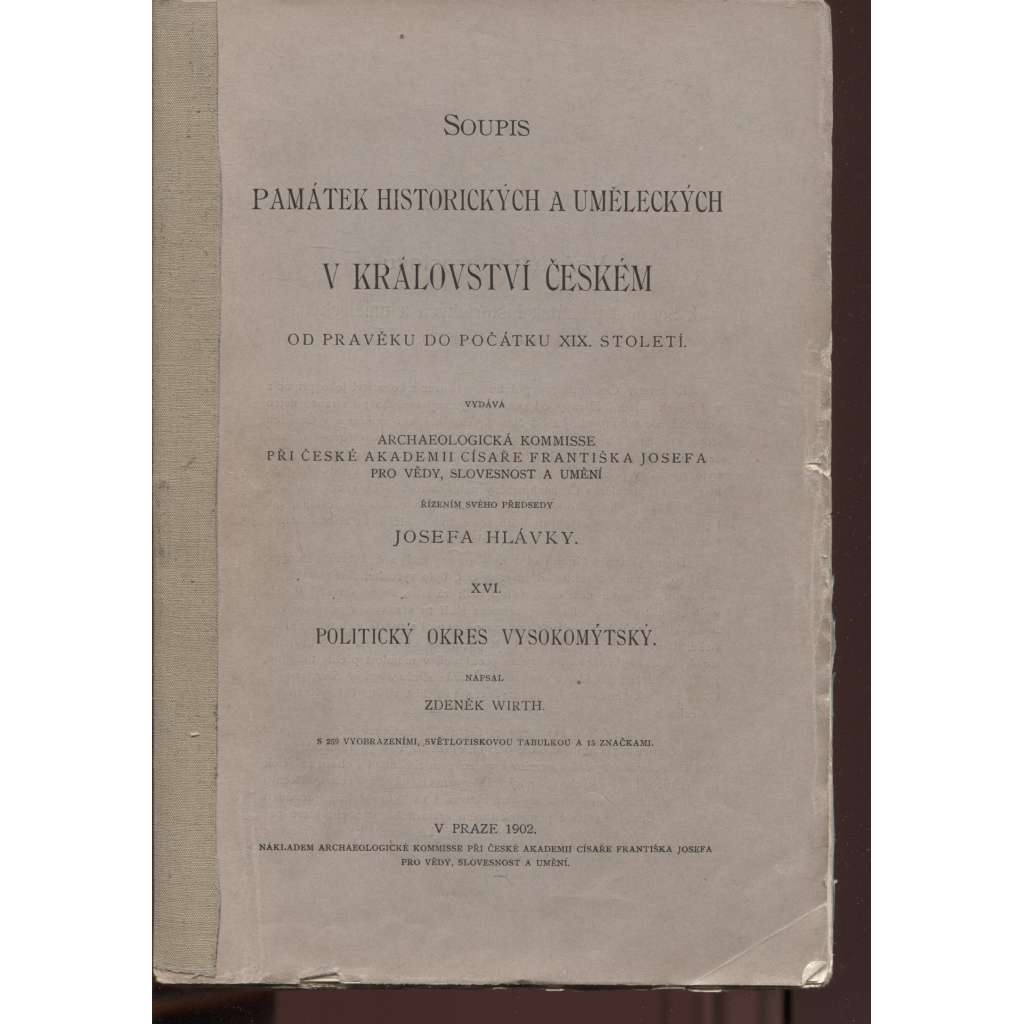 SOUPIS
PAMÁTEK HISTORICKÝCH A UMĚLECKÝCH
V KRÁLOVSTVÍ ČESKÉM
OD PRAVĚKU DO POČÁTKU XIX. STOLETÍ.
VYDÁVÁ
ARCHAEOLOGICKÁ KOMMISSE
PŘI ČESKÉ AKADEMII CÍSAŘE FRANTIŠKA JOSEFA
PRO VĚDY, SLOVESNOST A UMĚNÍ
ŘÍZENÍM SVÉHO PŘEDSEDY
JOSEFA HLÁVKY.
XVI.
POLITICKÝ OKRES VYSOKOMÝTSKÝ.
NAPSAL
ZDENĚK WIRTH.
S 259 VYOBRAZENÍMI, SVĚTLOTISKOVOU TABULKOU A 15 ZNAČKAMI.
V PRAZE 1902.
NÁKLADEM ARCHAEOLOGICKÉ KOMMISSE PŘI ČESKÉ AKADEMII CÍSAŘE FRANTIŠKA JOSEFA
PRO VĚDY, SLOVESNOST A UMĚNÍ.